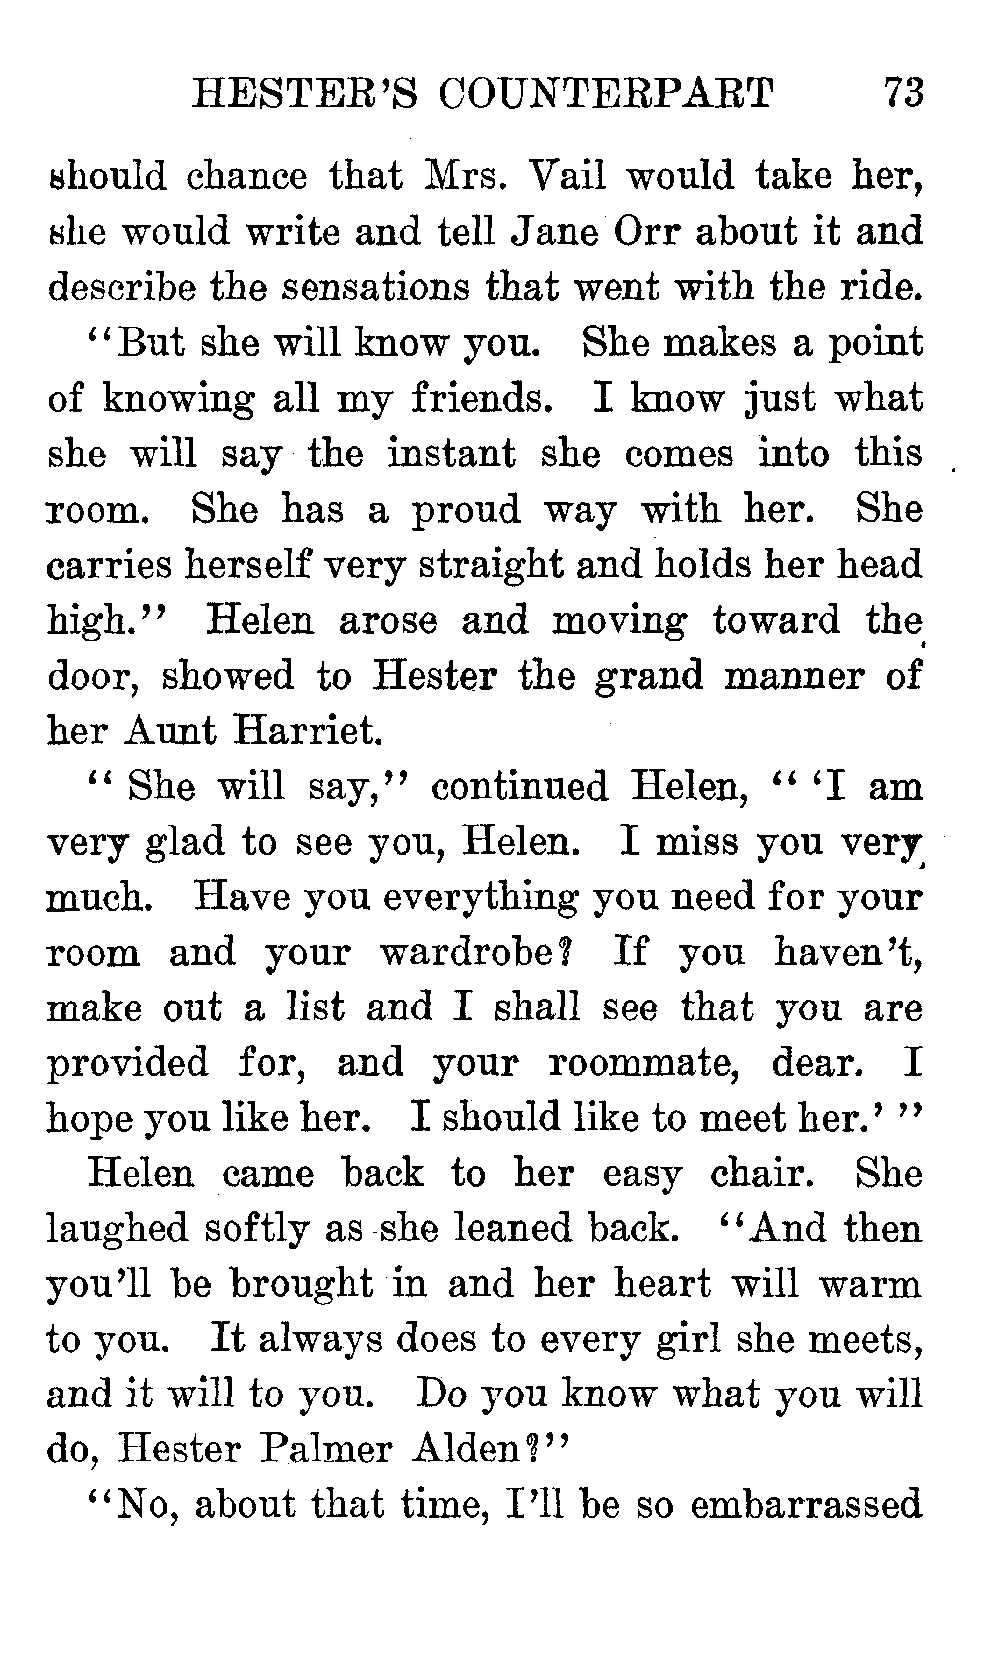 HESTER'S COUNTERPART 73
should chance that Mrs. Vail would take her,
she would write and tell Jane Orr about it and
describe the sensations that went with the ride.
"But she will know you. She makes a point
of knowing all my friends. I know just what
she will say the instant she comes into this
room. She has a proud way with her. She
carries herself very straight and holds her head
high." Helen arose and moving toward the
door, showed to Hester the grand manner of
her Aunt Harriet.
" She will say," continued Helen, " 'I am
very glad to see you, Helen. I miss you very
much. Have you everything you need for your
room and your wardrobe? If you haven't,
make out a list and I shall see that you are
provided for, and your roommate, dear. I
hope you like her. I should like to meet her.' "
Helen came back to her easy chair. She
laughed softly as she leaned back. "And then
you'll be brought in and her heart will warm
to you. It always does to every girl she meets,
and it will to you. Do you know what you will
do, Hester Palmer Alden?"
"No, about that time, I'll be so embarrassed